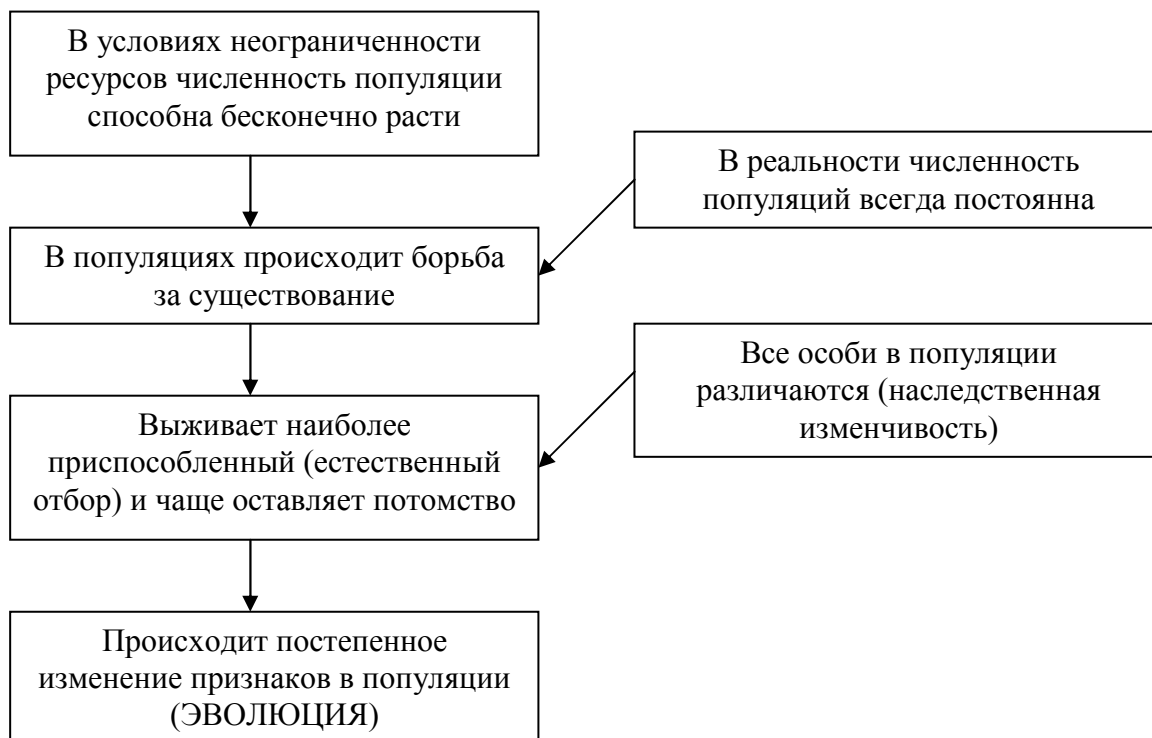 В условиях неограниченности
ресурсов численность популяции
способна бесконечно расти
В реальности численность
популяций всегда постоянна
В популяциях происходит борьба
за существование
Все особи в популяции
различаются (наследственная
изменчивость)
Выживает наиболее
приспособленный (естественный
отбор) и чаще оставляет потомство
Происходит постепенное
изменение признаков в популяции
(ЭВОЛЮЦИЯ)